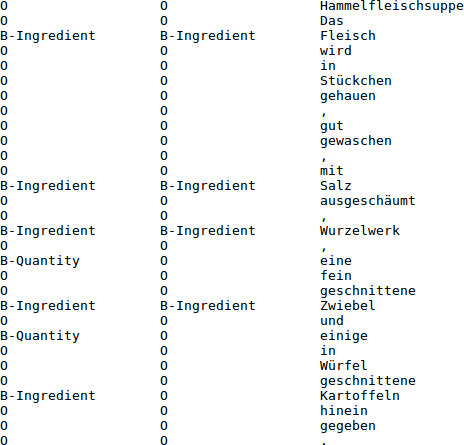 O O Hammelfleischsuppe
O O Das
B-Ingredient B-Ingredient Fleisch
O O wird
O O in
O O Stückchen
O O gehauen
O O ,
O O gut
O O gewaschen
O O ,
O O mit
B-Ingredient B-Ingredient Salz
O O ausgeschäumt
O O ,
B-Ingredient B-Ingredient Wurzelwerk
O O ,
B-Quantity O eine
O O fein
O O geschnittene
B-Ingredient B-Ingredient Zwiebel
O O und
B-Quantity O einige
O O in
O O Würfel
O O geschnittene
B-Ingredient O Kartoffeln
O O hinein
O O gegeben
O O .